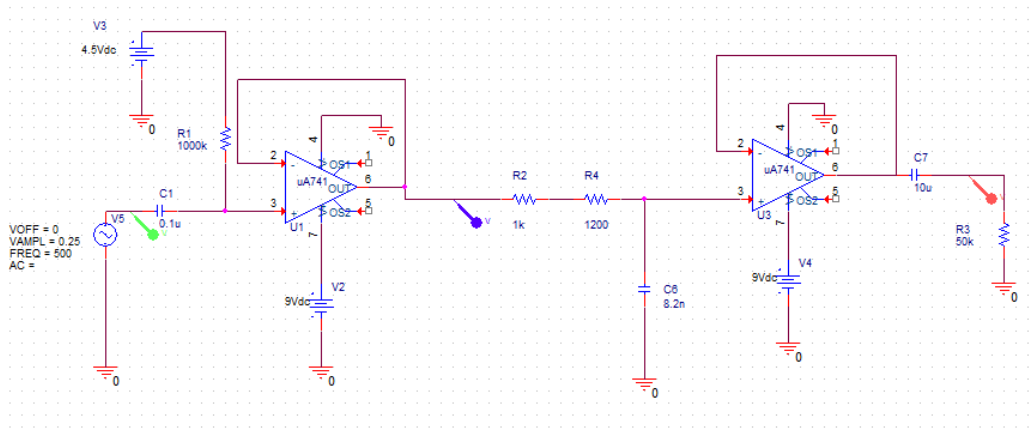 V3
4.5Vdc
0
R1
1000k
C1
0.1u
V5
VOFF = 0
VAMPL = 0.25
FREQ = 500
AC =
0
2
-
3
+
4
0
OS1
1
uA741
6
OUT
OS2
5
U1
7
V2
9Vdc
0
V
R2
1k
R4
1200
C6
8.2n
0
2
-
3
+
4
0
OS1
1
uA741
6
OUT
OS2
5
U3
7
V4
9Vdc
0
C7
10u
R3
50k
0